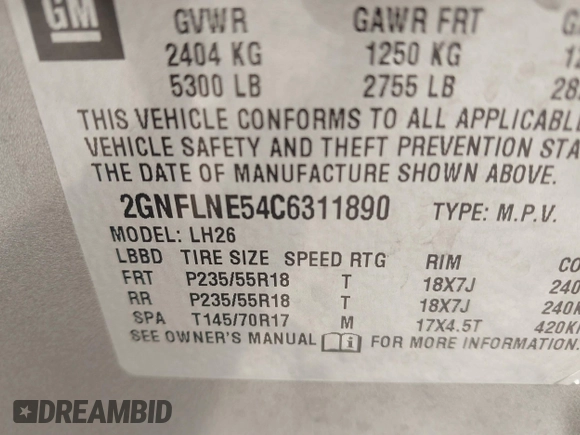 GM
GVWR GAWR FRT
2404 KG 1250 KG
5300 LB 2755 LB
THIS VEHICLE CONFORMS TO ALL
VEHICLE SAFETY AND THEFT PREVENTION
THE DATE OF MANUFACTURE SHOWN ABOVE.
2GNFLNE54C6311890 TYPE: M.P.V.
MODEL: LH26
LBBD TIRE SIZE SPEED RTG RIM
FRT P235/55R18 T 18X7J 240
RR P235/55R18 T 18X7J
SPA T145/70R17 M 17X4.5T
SEE OWNER'S MANUAL i FOR MORE INFORMATION.
DREAMBID